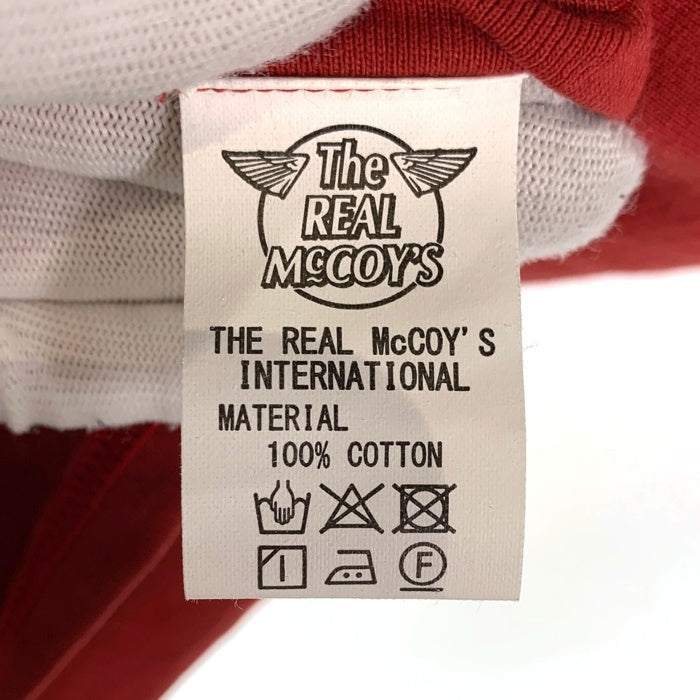 The
REAL
McCOY'S
THE REAL McCOY'S
INTERNATIONAL
MATERIAL
100% COTTON
F